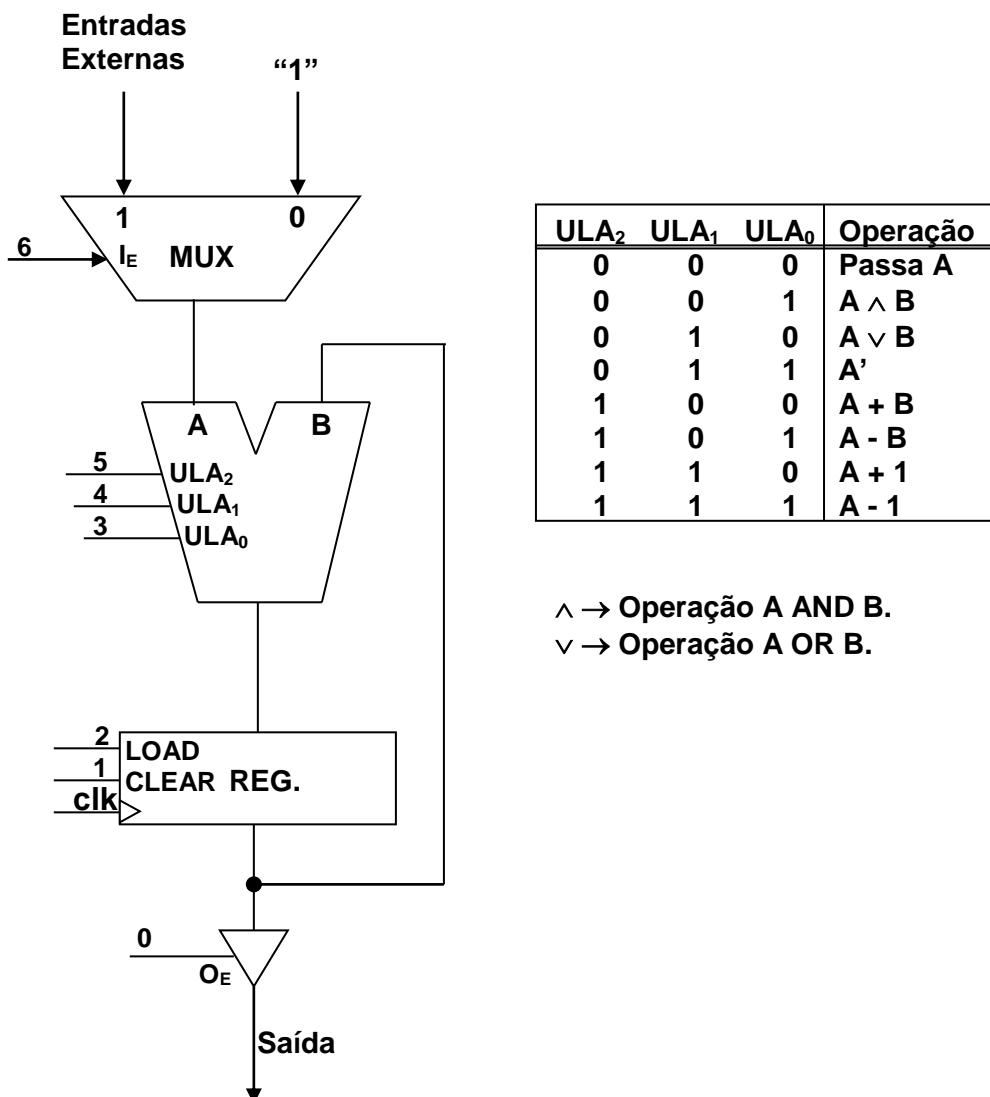 Entradas
Externas
“1”
1
0
6
I_E
MUX
A
B
5
ULA₂
4
ULA₁
3
ULA₀
2
LOAD
1
CLEAR REG.
clk
0
O_E
Saída
ULA₂ ULA₁ ULA₀ Operação
0 0 0 Passa A
0 0 1 A ∧ B
0 1 0 A ∨ B
0 1 1 A’
1 0 0 A + B
1 0 1 A - B
1 1 0 A + 1
1 1 1 A - 1
∧ → Operação A AND B.
∨ → Operação A OR B.